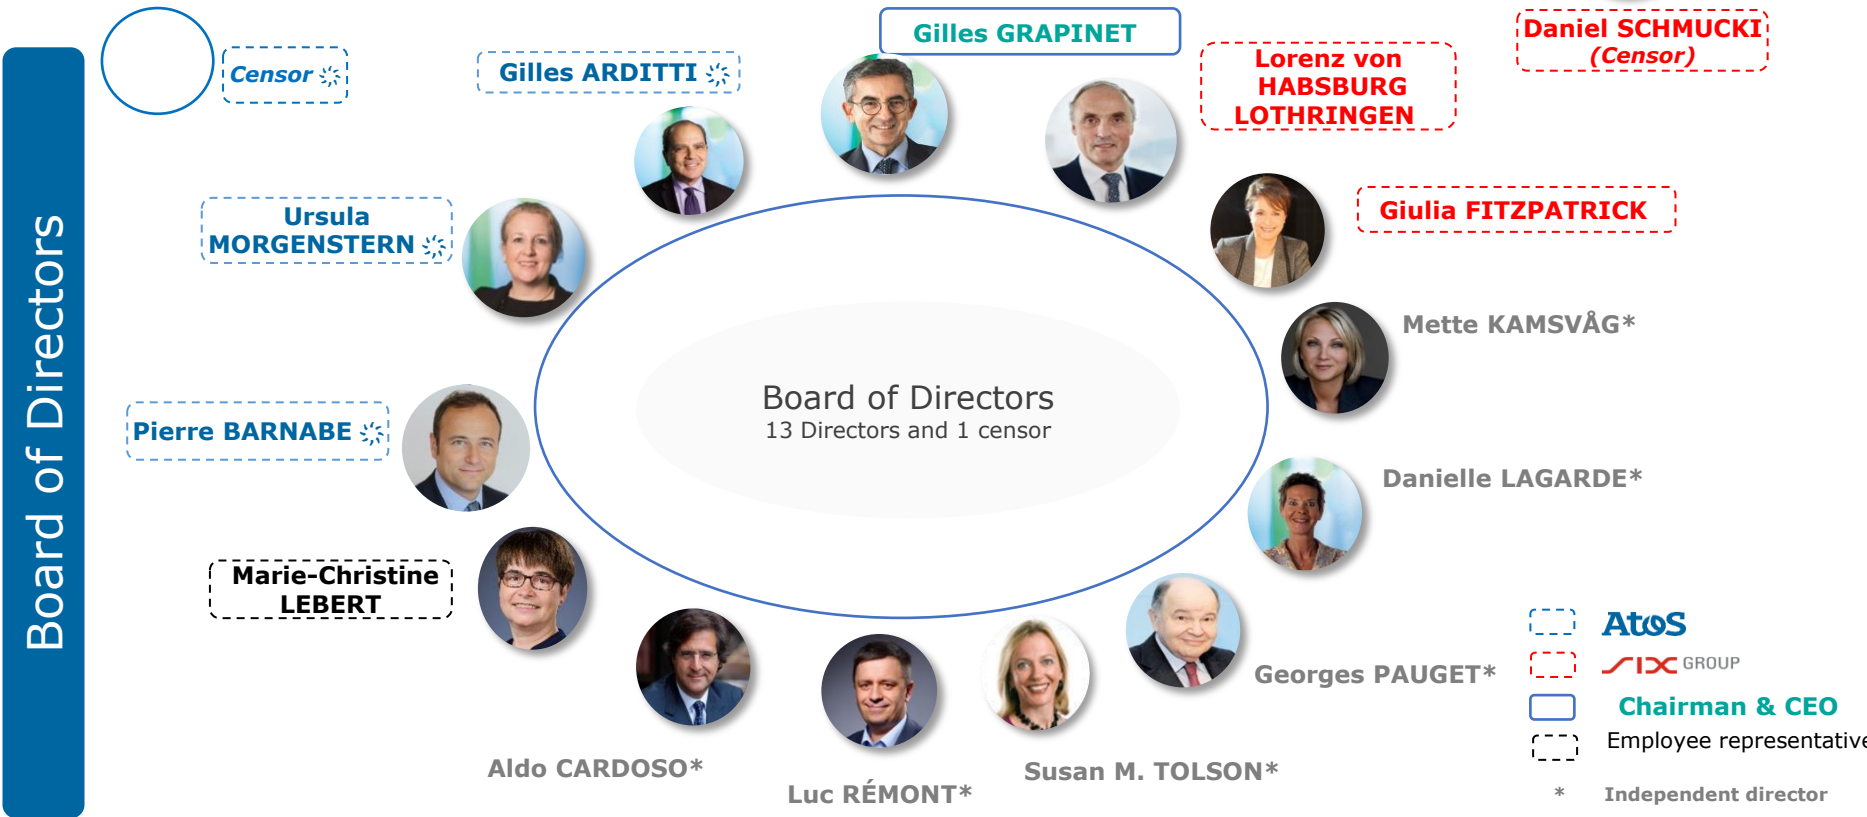 Board of Directors
Censor
Gilles ARDITTI
Gilles GRAPINET
Lorenz von
HABSBURG
LOTHRINGEN
Daniel SCHMUCKI
(Censor)
Ursula
MORGENSTERN
Giulia FITZPATRICK
Mette KAMSVÅG*
Pierre BARNABE
Board of Directors
13 Directors and 1 censor
Danielle LAGARDE*
Marie-Christine
LEBERT
Georges PAUGET*
Aldo CARDOSO*
Luc RÉMONT*
Susan M. TOLSON*
Atos
SIX GROUP
Chairman & CEO
Employee representative
* Independent director